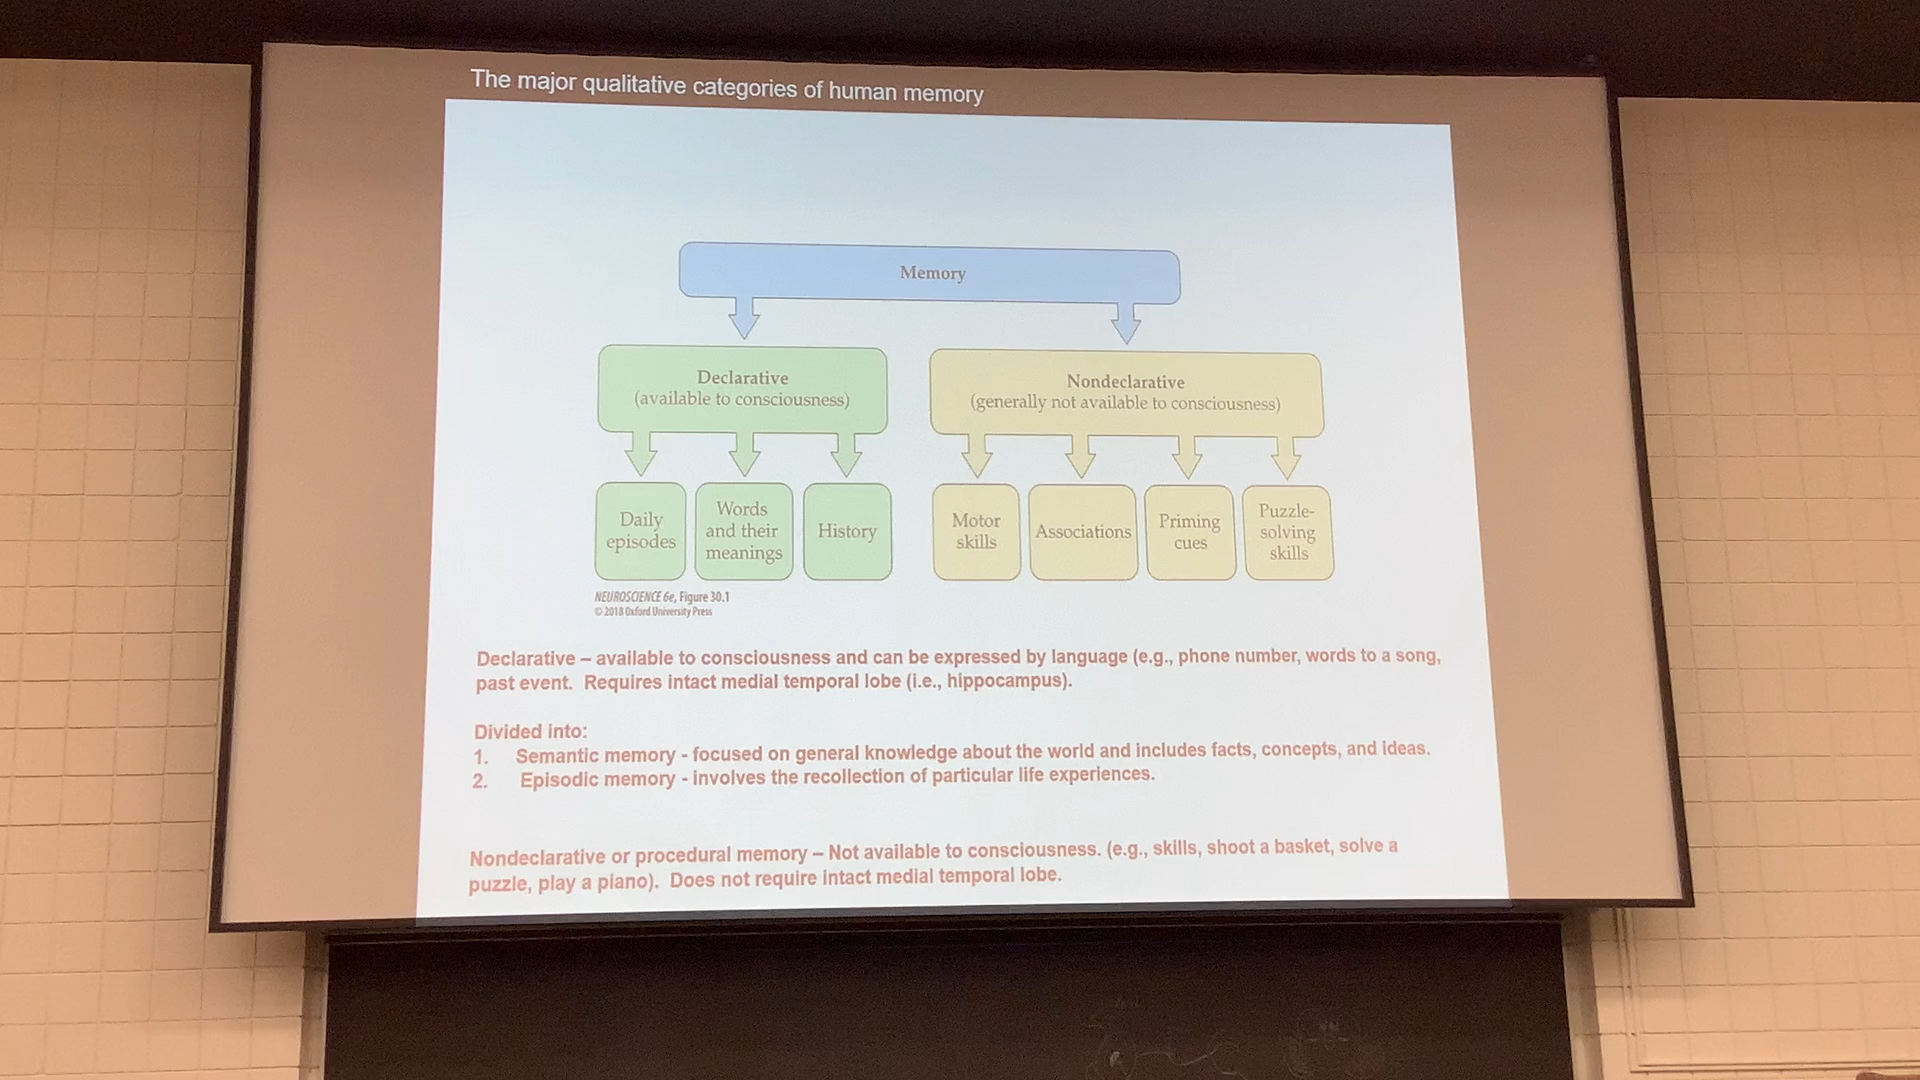 The major qualitative categories of human memory
Memory
Declarative
(available to consciousness)
Nondeclarative
(generally not available to consciousness)
Daily
episodes
Words
and their
meanings
History
Motor
skills
Associations
Priming
cues
Puzzle-
solving
skills
NEUROSCIENCE 6e, Figure 30.1
© 2018 Oxford University Press
Declarative – available to consciousness and can be expressed by language (e.g., phone number, words to a song,
past event. Requires intact medial temporal lobe (i.e., hippocampus).
Divided into:
1. Semantic memory - focused on general knowledge about the world and includes facts, concepts, and ideas.
2. Episodic memory - involves the recollection of particular life experiences.
Nondeclarative or procedural memory – Not available to consciousness. (e.g., skills, shoot a basket, solve a
puzzle, play a piano). Does not require intact medial temporal lobe.